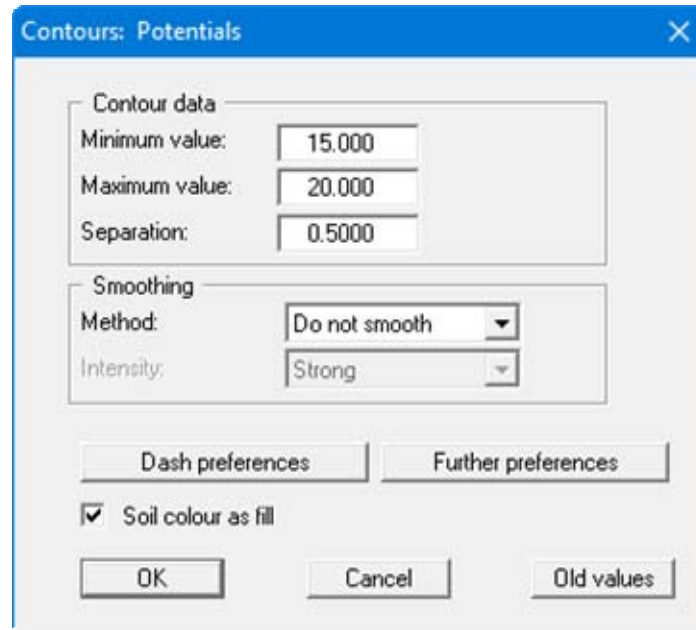 Contours: Potentials
Contour data
Minimum value: 15.000
Maximum value: 20.000
Separation: 0.5000
Smoothing
Method: Do not smooth
Intensity: Strong
Dash preferences Further preferences
Soil colour as fill
OK Cancel Old values